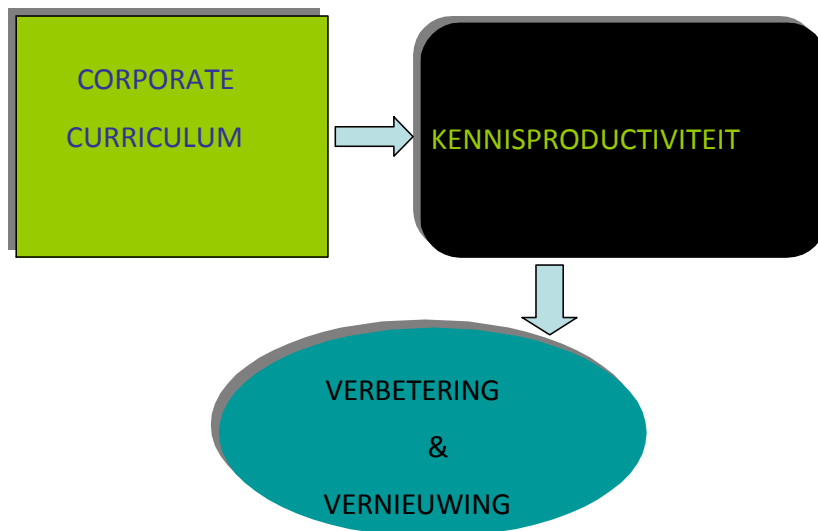 CORPORATE
CURRICULUM
KENNISPRODUCTIVITEIT
VERBETERING
&
VERNIEUWING